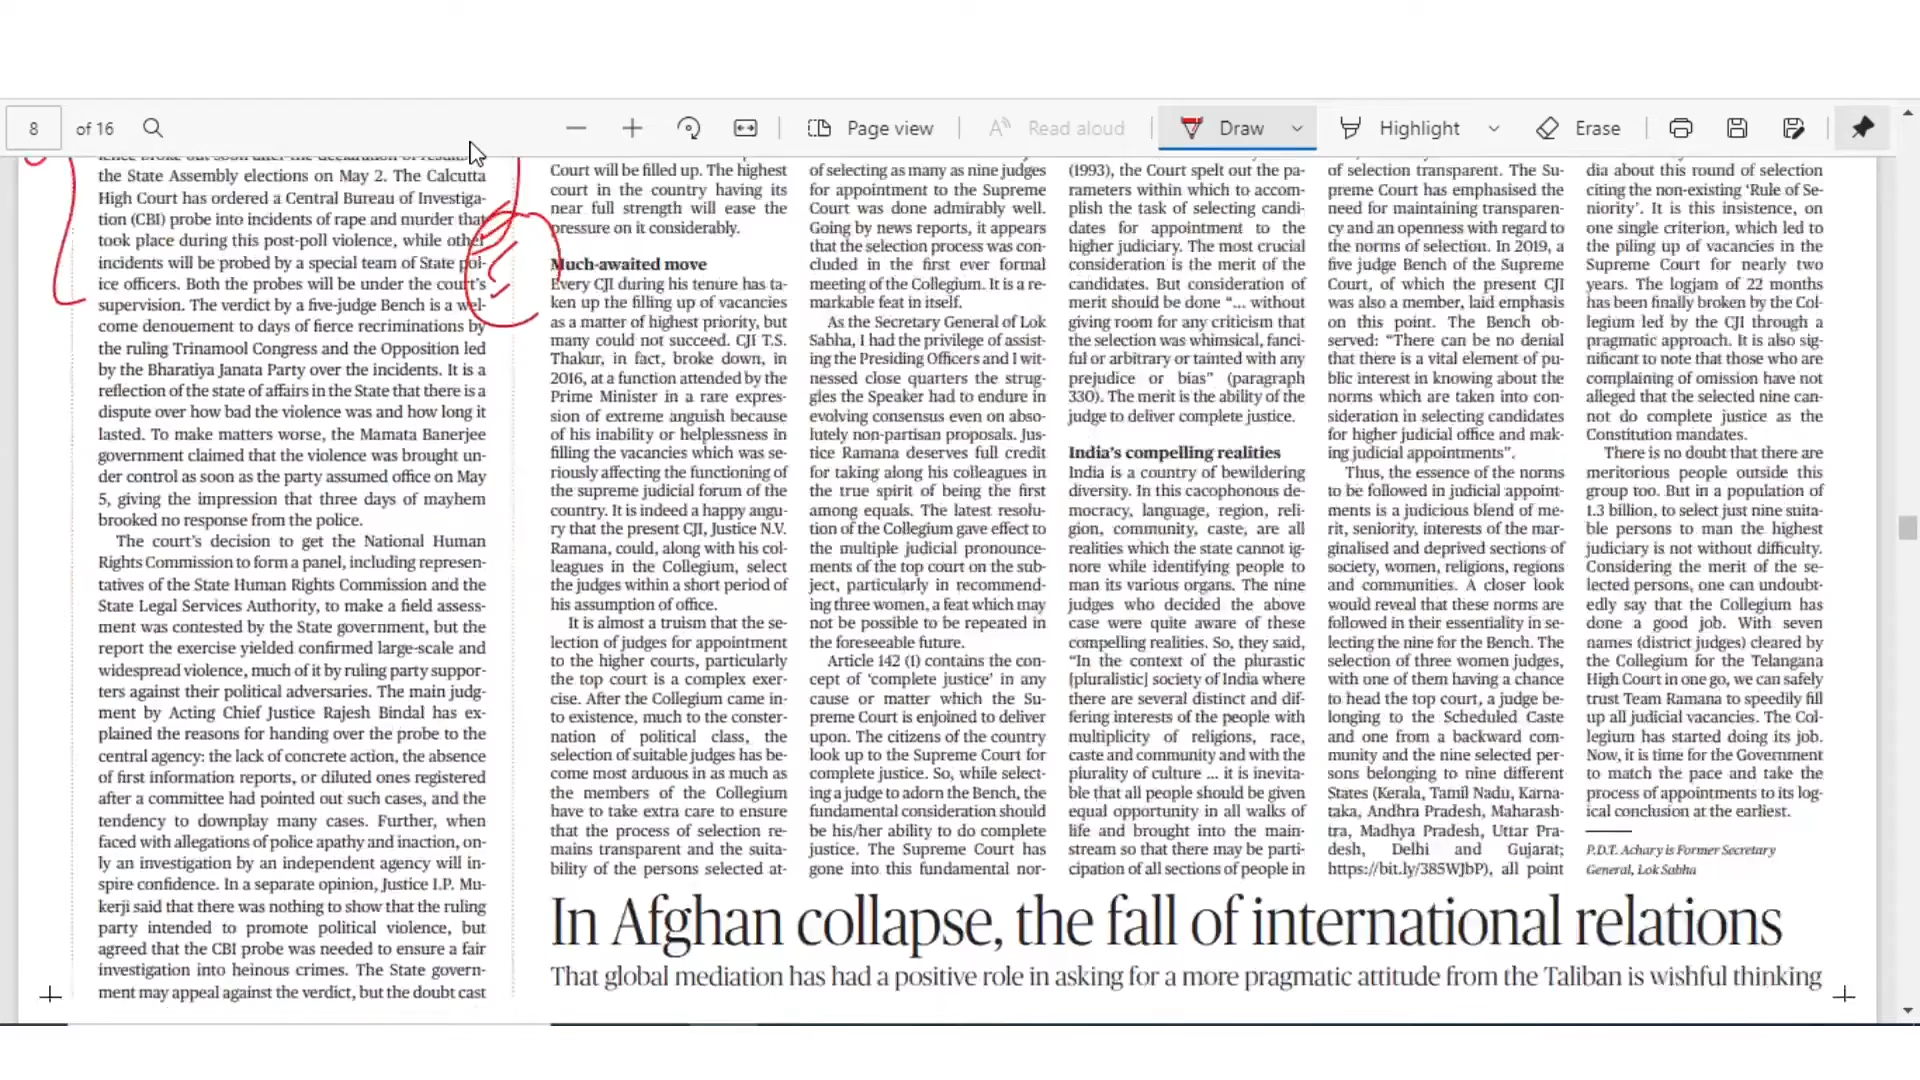 8 of 16 Page view Read aloud Draw Highlight Erase
the State Assembly elections on May 2. The Calcutta
High Court has ordered a Central Bureau of Investiga-
tion (CBI) probe into incidents of rape and murder that
took place during this post-poll violence, while other
incidents will be probed by a special team of State pol-
ice officers. Both the probes will be under the court's
supervision. The verdict by a five-judge Bench is a wel-
come denouement to days of fierce recriminations by
the ruling Trinamool Congress and the Opposition led
by the Bharatiya Janata Party over the incidents. It is a
reflection of the state of affairs in the State that there is a
dispute over how bad the violence was and how long it
lasted. To make matters worse, the Mamata Banerjee
government claimed that the violence was brought un-
der control as soon as the party assumed office on May
5, giving the impression that three days of mayhem
brooked no response from the police.
The court's decision to get the National Human
Rights Commission to form a panel, including represen-
tatives of the State Human Rights Commission and the
State Legal Services Authority, to make a field assess-
ment was contested by the State government, but the
report the exercise yielded confirmed large-scale and
widespread violence, much of it by ruling party suppor-
ters against their political adversaries. The main judg-
ment by Acting Chief Justice Rajesh Bindal has ex-
plained the reasons for handing over the probe to the
central agency: the lack of concrete action, the absence
of first information reports, or diluted ones registered
after a committee had pointed out such cases, and the
tendency to downplay many cases. Further, when
faced with allegations of police apathy and inaction, on-
ly an investigation by an independent agency will in-
spire confidence. In a separate opinion, Justice I.P. Mu-
kerji said that there was nothing to show that the ruling
party intended to promote political violence, but
agreed that the CBI probe was needed to ensure a fair
investigation into heinous crimes. The State govern-
ment may appeal against the verdict, but the doubt cast
Court will be filled up. The highest
court in the country having its
near full strength will ease the
pressure on it considerably.
Much-awaited move
Every CJI during his tenure has ta-
ken up the filling up of vacancies
as a matter of highest priority, but
many could not succeed. CJI T.S.
Thakur, in fact, broke down, in
2016, at a function attended by the
Prime Minister in a rare expres-
sion of extreme anguish because
of his inability or helplessness in
filling the vacancies which was se-
riously affecting the functioning of
the supreme judicial forum of the
country. It is indeed a happy augu-
ry that the present CJI, Justice N.V.
Ramana, could, along with his col-
leagues in the Collegium, select
the judges within a short period of
his assumption of office.
It is almost a truism that the se-
lection of judges for appointment
to the higher courts, particularly
the top court is a complex exer-
cise. After the Collegium came in-
to existence, much to the conster-
nation of political class, the
selection of suitable judges has be-
come most arduous in as much as
the members of the Collegium
have to take extra care to ensure
that the process of selection re-
mains transparent and the suita-
bility of the persons selected at-
of selecting as many as nine judges
for appointment to the Supreme
Court was done admirably well.
Going by news reports, it appears
that the selection process was con-
cluded in the first ever formal
meeting of the Collegium. It is a re-
markable feat in itself.
As the Secretary General of Lok
Sabha, I had the privilege of assist-
ing the Presiding Officers and I wit-
nessed close quarters the strug-
gles the Speaker had to endure in
evolving consensus even on abso-
lutely non-partisan proposals. Jus-
tice Ramana deserves full credit
for taking along his colleagues in
the true spirit of being the first
among equals. The latest resolu-
tion of the Collegium gave effect to
the multiple judicial pronounce-
ments of the top court on the sub-
ject, particularly in recommend-
ing three women, a feat which may
not be possible to be repeated in
the foreseeable future.
Article 142 (1) contains the con-
cept of 'complete justice' in any
cause or matter which the Su-
preme Court is enjoined to deliver
upon. The citizens of the country
look up to the Supreme Court for
complete justice. So, while select-
ing a judge to adorn the Bench, the
fundamental consideration should
be his/her ability to do complete
justice. The Supreme Court has
gone into this fundamental nor-
(1993), the Court spelt out the pa-
rameters within which to accom-
plish the task of selecting candi-
dates for appointment to the
higher judiciary. The most crucial
consideration is the merit of the
candidates. But consideration of
merit should be done “... without
giving room for any criticism that
the selection was whimsical, fanci-
ful or arbitrary or tainted with any
prejudice or bias” (paragraph
330). The merit is the ability of the
judge to deliver complete justice.
India's compelling realities
India is a country of bewildering
diversity. In this cacophonous de-
mocracy, language, region, reli-
gion, community, caste, are all
realities which the state cannot ig-
nore while identifying people to
man its various organs. The nine
judges who decided the above
case were quite aware of these
compelling realities. So, they said,
“In the context of the plurastic
[pluralistic] society of India where
there are several distinct and dif-
fering interests of the people with
multiplicity of religions, race,
caste and community and with the
plurality of culture ... it is inevita-
ble that all people should be given
equal opportunity in all walks of
life and brought into the main-
stream so that there may be parti-
cipation of all sections of people in
of selection transparent. The Su-
preme Court has emphasised the
need for maintaining transparen-
cy and an openness with regard to
the norms of selection. In 2019, a
five judge Bench of the Supreme
Court, of which the present CJI
was also a member, laid emphasis
on this point. The Bench ob-
served: “There can be no denial
that there is a vital element of pu-
blic interest in knowing about the
norms which are taken into con-
sideration in selecting candidates
for higher judicial office and mak-
ing judicial appointments”.
Thus, the essence of the norms
to be followed in judicial appoint-
ments is a judicious blend of me-
rit, seniority, interests of the mar-
ginalised and deprived sections of
society, women, religions, regions
and communities. A closer look
would reveal that these norms are
followed in their essentiality in se-
lecting the nine for the Bench. The
selection of three women judges,
with one of them having a chance
to head the top court, a judge be-
longing to the Scheduled Caste
and one from a backward com-
munity and the nine selected per-
sons belonging to nine different
States (Kerala, Tamil Nadu, Karna-
taka, Andhra Pradesh, Maharash-
tra, Madhya Pradesh, Uttar Pra-
desh, Delhi and Gujarat;
https://bit.ly/385WJbP), all point
dia about this round of selection
citing the non-existing ‘Rule of Se-
niority’. It is this insistence, on
one single criterion, which led to
the piling up of vacancies in the
Supreme Court for nearly two
years. The logjam of 22 months
has been finally broken by the Col-
legium led by the CJI through a
pragmatic approach. It is also sig-
nificant to note that those who are
complaining of omission have not
alleged that the selected nine can-
not do complete justice as the
Constitution mandates.
There is no doubt that there are
meritorious people outside this
group too. But in a population of
1.3 billion, to select just nine suita-
ble persons to man the highest
judiciary is not without difficulty.
Considering the merit of the se-
lected persons, one can undoubt-
edly say that the Collegium has
done a good job. With seven
names (district judges) cleared by
the Collegium for the Telangana
High Court in one go, we can safely
trust Team Ramana to speedily fill
up all judicial vacancies. The Col-
legium has started doing its job.
Now, it is time for the Government
to match the pace and take the
process of appointments to its log-
ical conclusion at the earliest.
P.D.T. Achary is Former Secretary
General, Lok Sabha
In Afghan collapse, the fall of international relations
That global mediation has had a positive role in asking for a more pragmatic attitude from the Taliban is wishful thinking